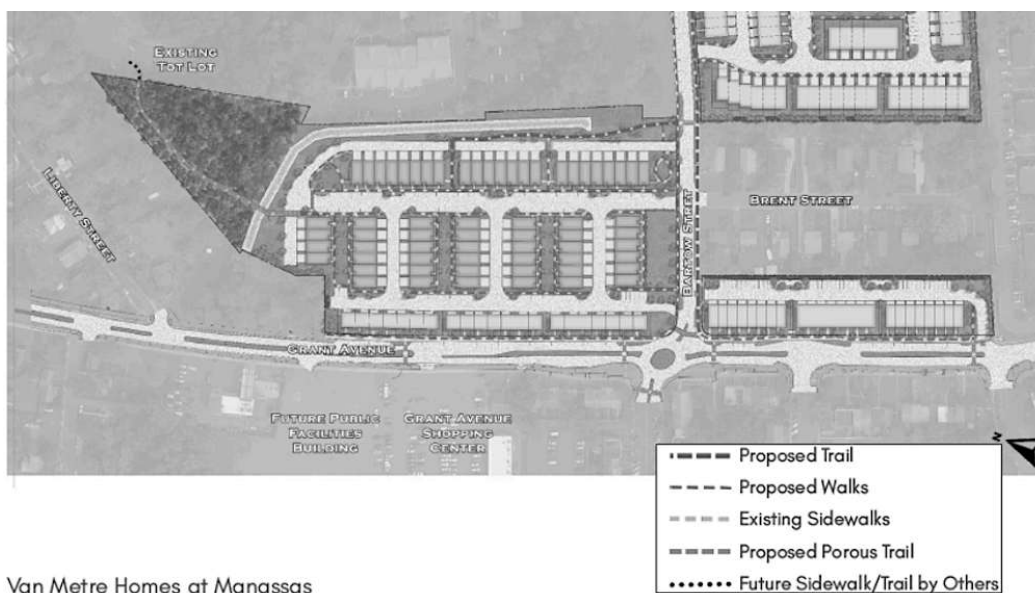 EXISTING
TOT LOT
LIBERTY STREET
BARTOW STREET
BRENT STREET
GRANT AVENUE
FUTURE PUBLIC
FACILITIES
BUILDING
GRANT AVENUE
SHOPPING
CENTER
N
Proposed Trail
Proposed Walks
Existing Sidewalks
Proposed Porous Trail
Future Sidewalk/Trail by Others
Van Metre Homes at Manassas